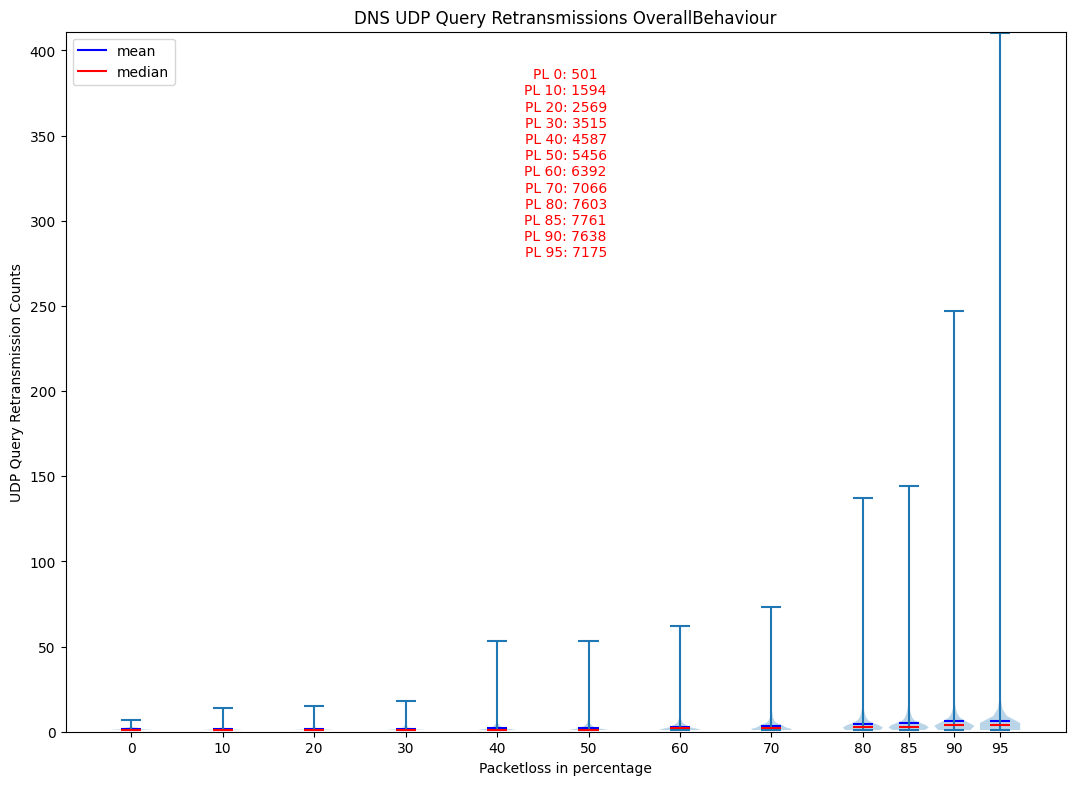 DNS UDP Query Retransmissions OverallBehaviour
mean
median
PL 0: 501
PL 10: 1594
PL 20: 2569
PL 30: 3515
PL 40: 4587
PL 50: 5456
PL 60: 6392
PL 70: 7066
PL 80: 7603
PL 85: 7761
PL 90: 7638
PL 95: 7175
UDP Query Retransmission Counts
400
350
300
250
200
150
100
50
0
0 10 20 30 40 50 60 70 80 85 90 95
Packetloss in percentage